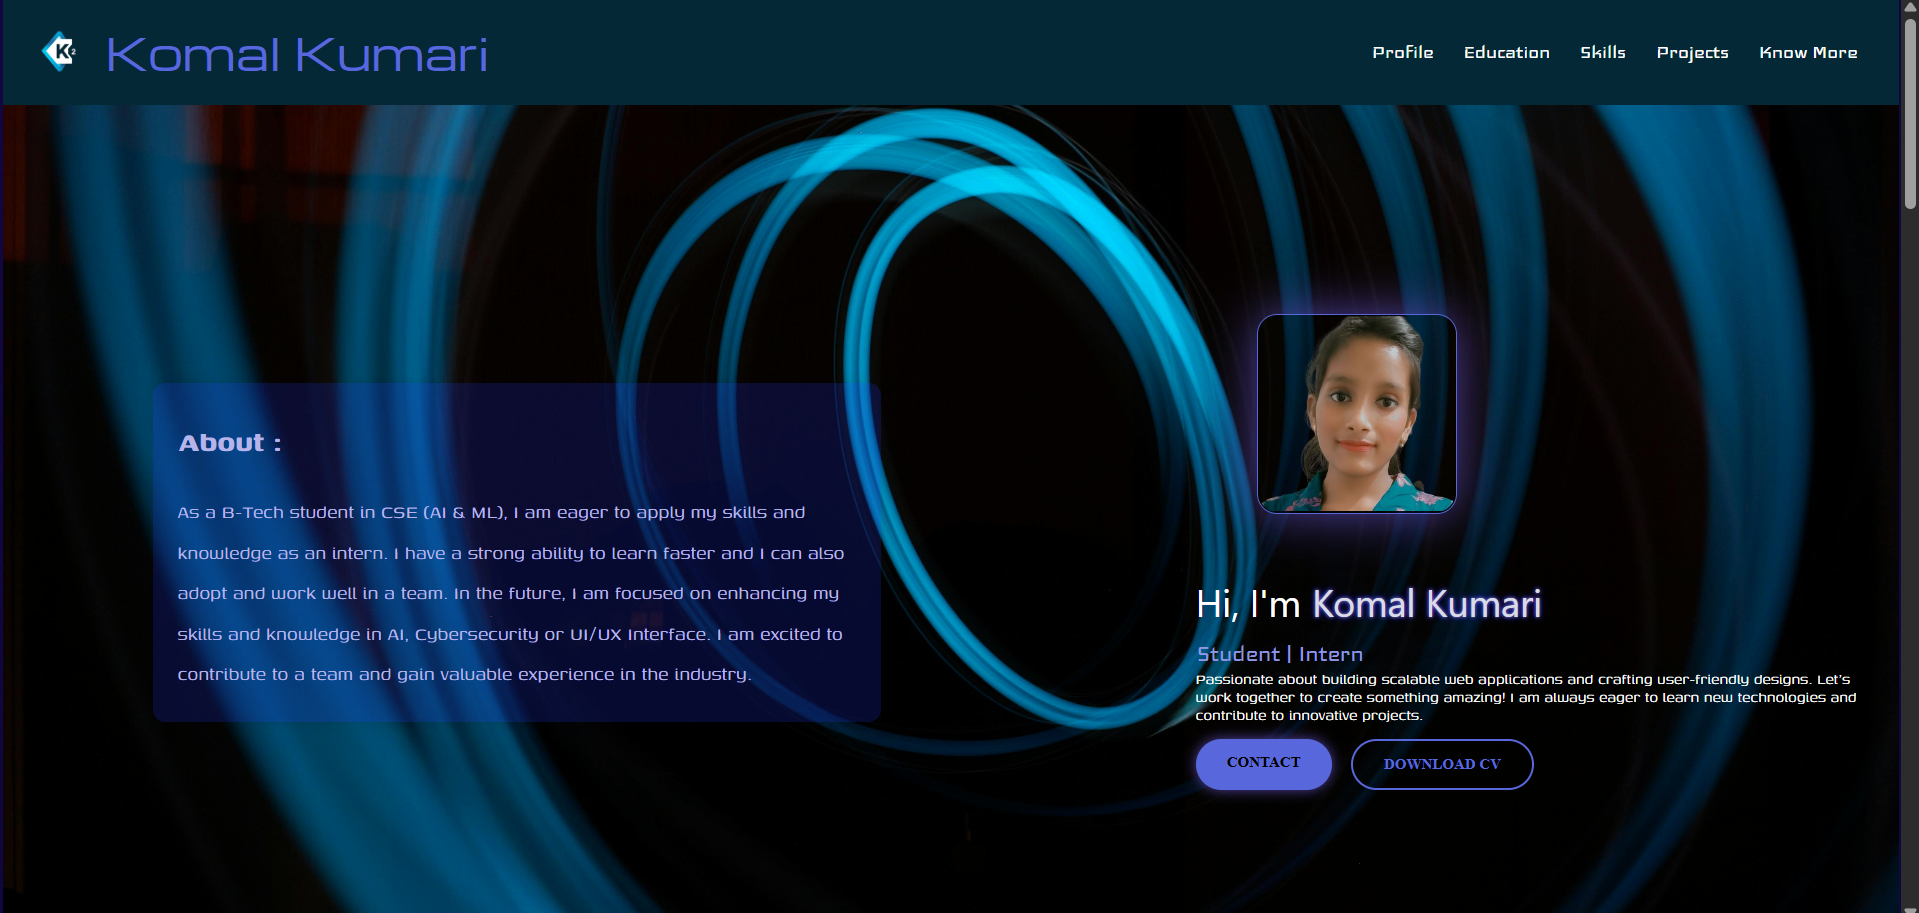 K2
Komal Kumari
Profile
Education
Skills
Projects
Know More
About :
As a B-Tech student in CSE (AI & ML), I am eager to apply my skills and
knowledge as an intern. I have a strong ability to learn faster and I can also
adopt and work well in a team. In the future, I am focused on enhancing my
skills and knowledge in AI, Cybersecurity or UI/UX Interface. I am excited to
contribute to a team and gain valuable experience in the industry.
Hi, I'm Komal Kumari
Student | Intern
Passionate about building scalable web applications and crafting user-friendly designs. Let's
work together to create something amazing! I am always eager to learn new technologies and
contribute to innovative projects.
CONTACT
DOWNLOAD CV